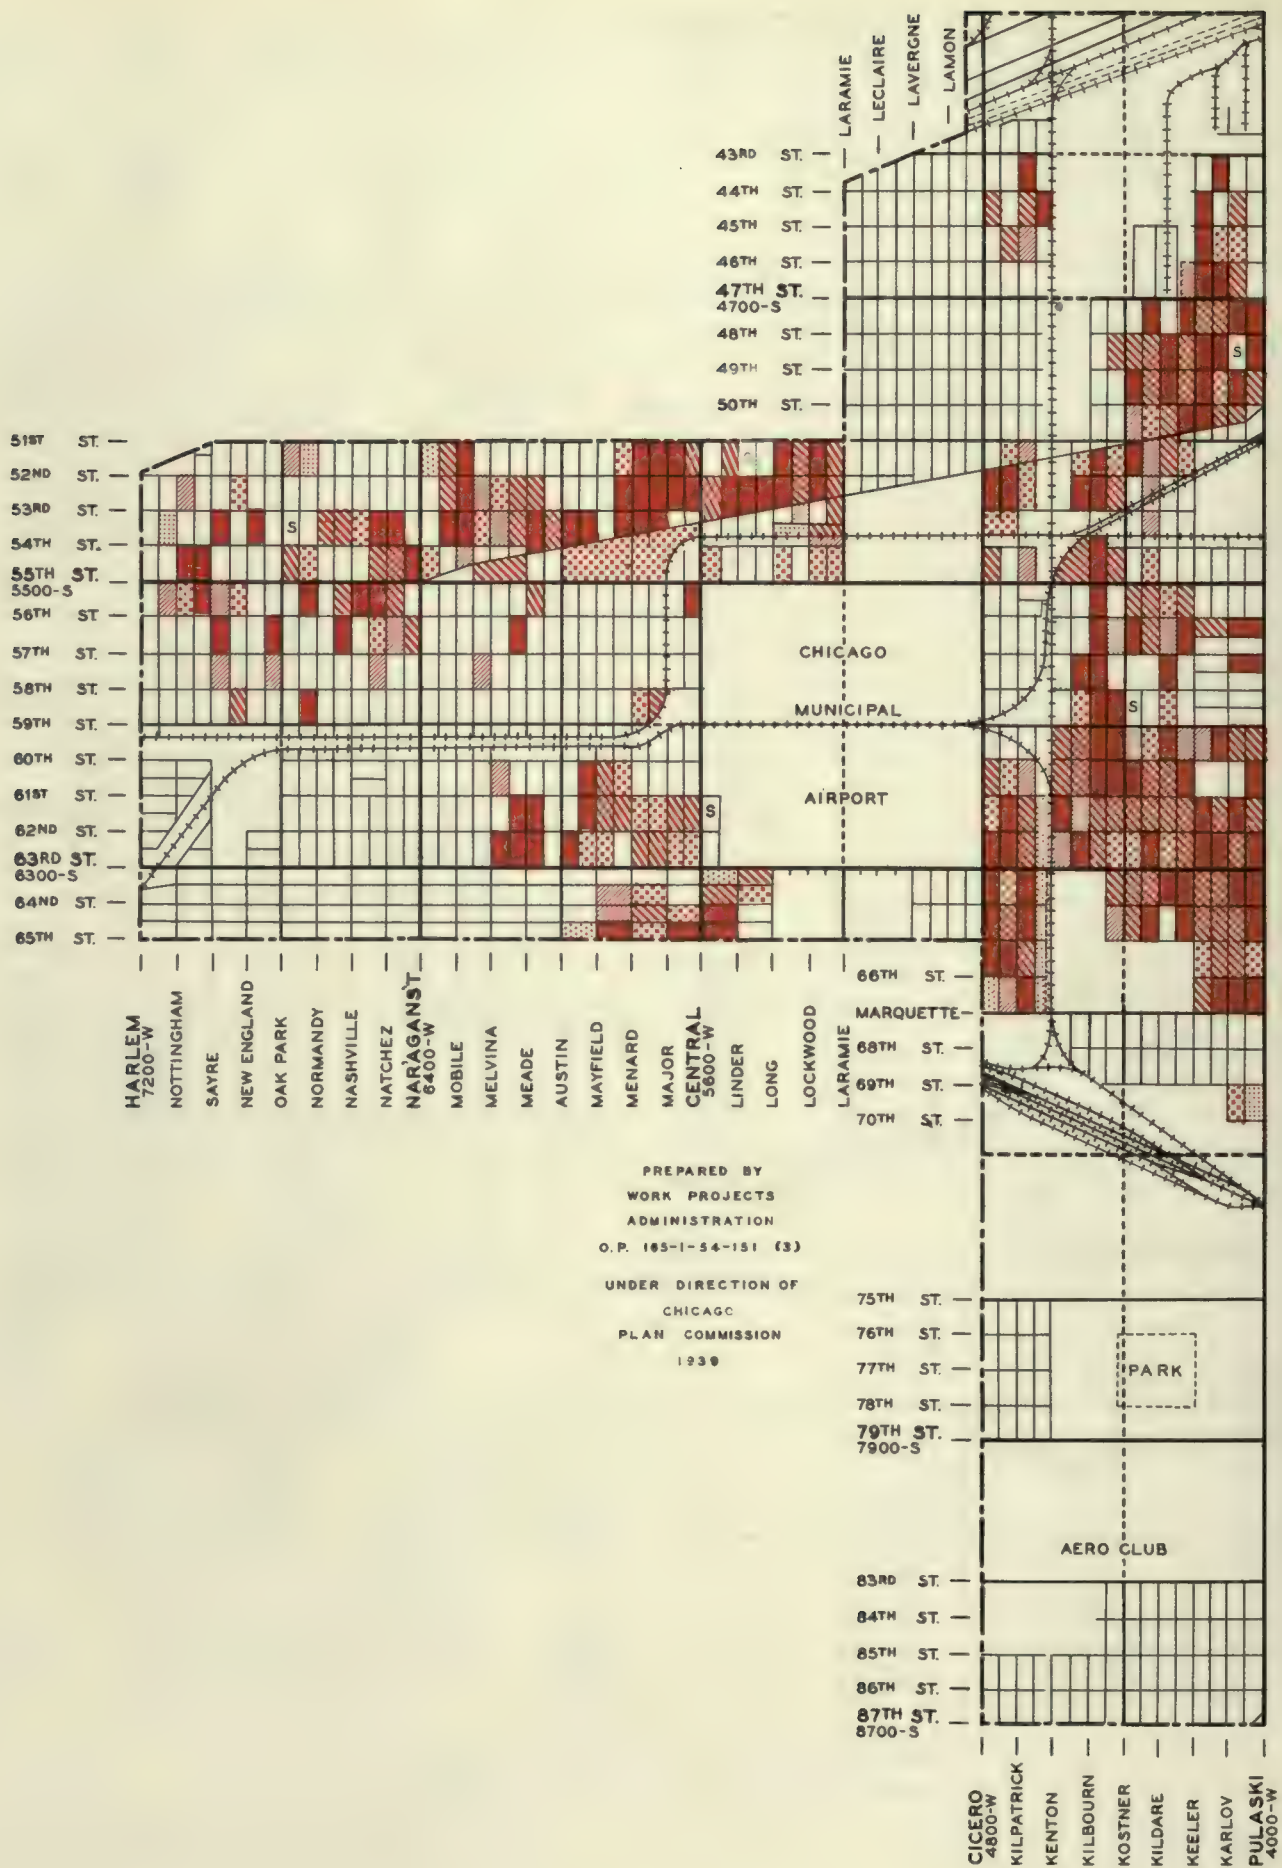 LARAMIE
LECLAIRE
LAVERGNE
LAMON
43RD ST.
44TH ST.
45TH ST.
46TH ST.
47TH ST.
4700-S
48TH ST.
49TH ST.
50TH ST.
S
51ST ST.
52ND ST.
53RD ST.
54TH ST.
55TH ST.
5500-S
56TH ST.
57TH ST.
58TH ST.
59TH ST.
60TH ST.
61ST ST.
62ND ST.
63RD ST.
6300-S
64ND ST.
65TH ST.
S
CHICAGO
MUNICIPAL
AIRPORT
S
S
66TH ST.
MARQUETTE
68TH ST.
69TH ST.
70TH ST.
HARLEM
7200-W
NOTTINGHAM
SAYRE
NEW ENGLAND
OAK PARK
NORMANDY
NASHVILLE
NATCHEZ
NAR'AGANS'T
6400-W
MOBILE
MELVINA
MEADE
AUSTIN
MAYFIELD
MENARD
MAJOR
CENTRAL
5600-W
LINDER
LONG
LOCKWOOD
LARAMIE
PREPARED BY
WORK PROJECTS
ADMINISTRATION
O.P. 165-1-54-151 (3)
UNDER DIRECTION OF
CHICAGO
PLAN COMMISSION
1939
75TH ST.
76TH ST.
77TH ST.
78TH ST.
79TH ST.
7900-S
PARK
AERO CLUB
83RD ST.
84TH ST.
85TH ST.
86TH ST.
87TH ST.
8700-S
CICERO
4800-W
KILPATRICK
KENTON
KILBOURN
KOSTNER
KILDARE
KEELER
KARLOV
PULASKI
4000-W